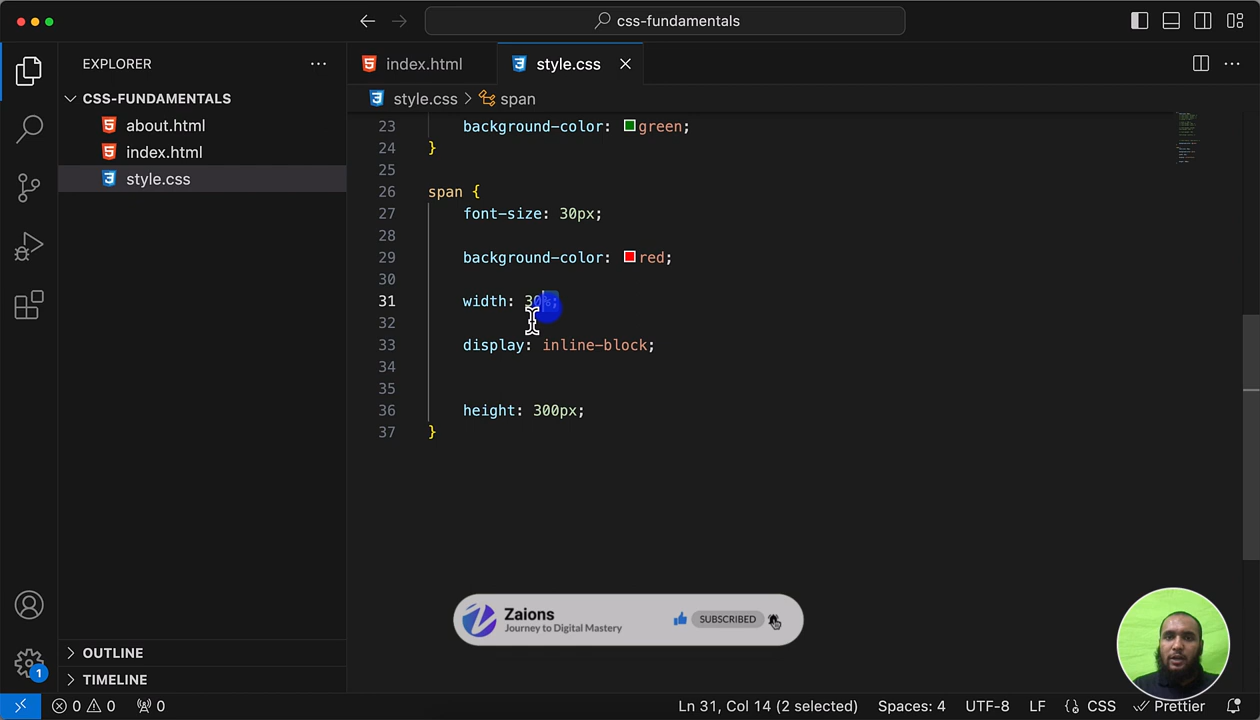 css-fundamentals
EXPLORER
index.html
style.css
CSS-FUNDAMENTALS
style.css > span
about.html
index.html
style.css
23 background-color: green;
24 }
25
26 span {
27 font-size: 30px;
28
29 background-color: red;
30
31 width: 30%;
32
33 display: inline-block;
34
35
36 height: 300px;
37 }
Zaions
Journey to Digital Mastery
SUBSCRIBED
OUTLINE
TIMELINE
1
0 0 0
Ln 31, Col 14 (2 selected) Spaces: 4 UTF-8 LF {} CSS Prettier